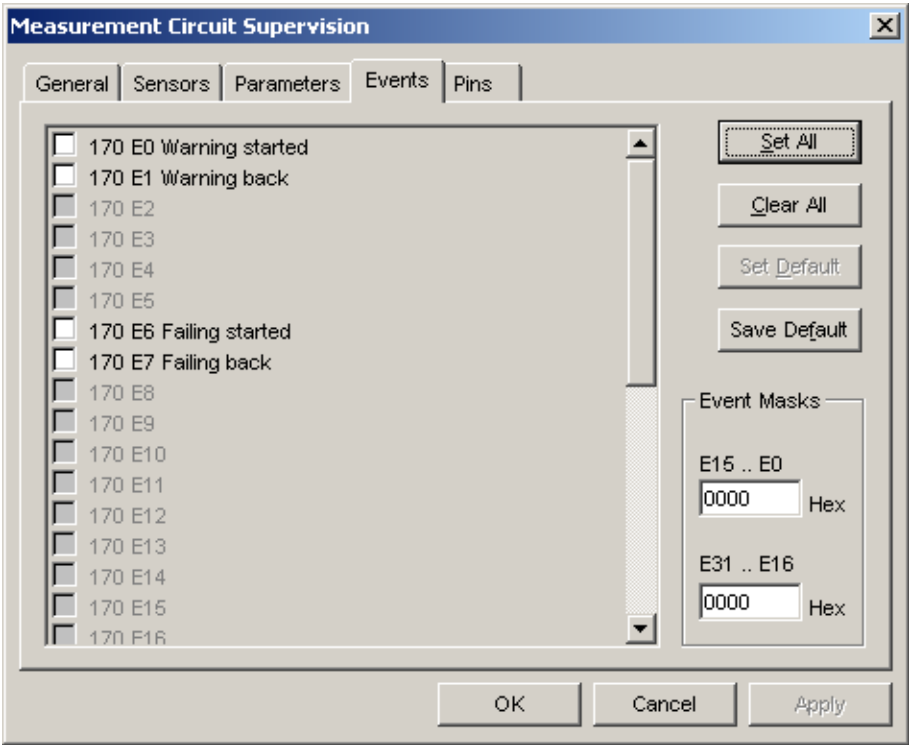 Measurement Circuit Supervision
General Sensors Parameters Events Pins
170 E0 Warning started
170 E1 Warning back
170 E2
170 E3
170 E4
170 E5
170 E6 Failing started
170 E7 Failing back
170 E8
170 E9
170 E10
170 E11
170 E12
170 E13
170 E14
170 E15
170 E16
Set All
Clear All
Set Default
Save Default
Event Masks
E15 .. E0
0000 Hex
E31 .. E16
0000 Hex
OK Cancel Apply